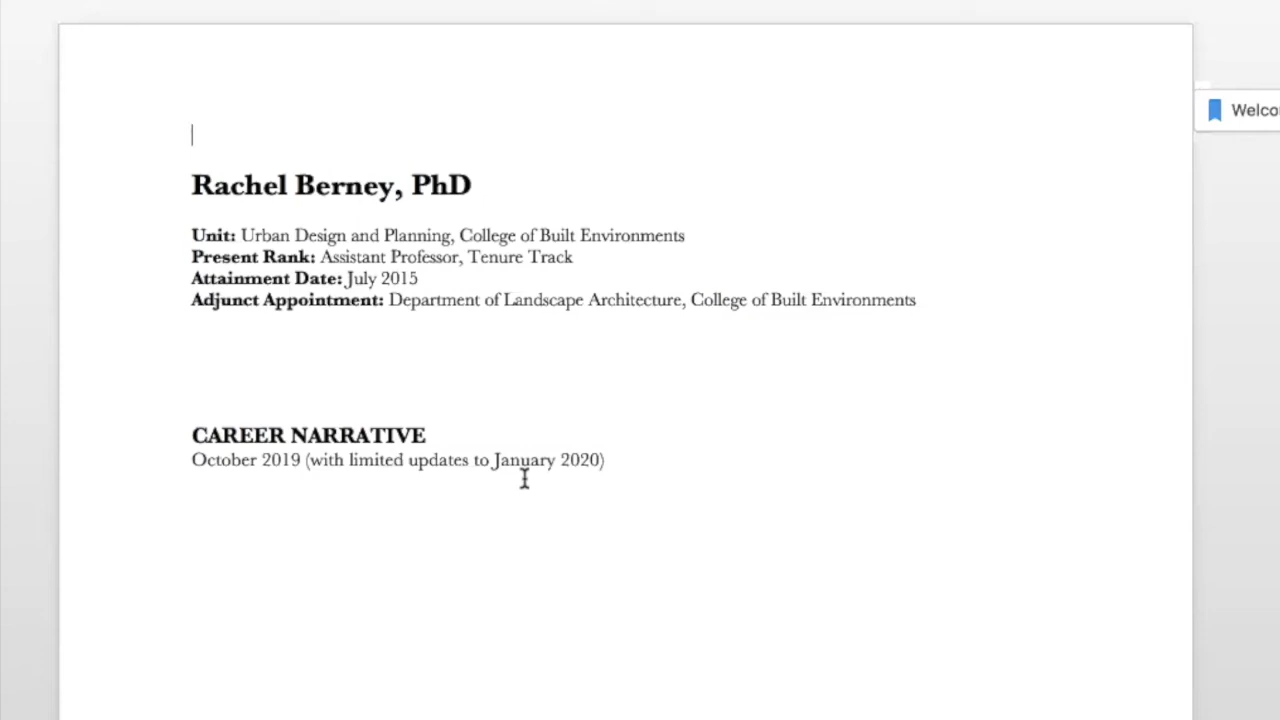 Rachel Berney, PhD
Unit: Urban Design and Planning, College of Built Environments
Present Rank: Assistant Professor, Tenure Track
Attainment Date: July 2015
Adjunct Appointment: Department of Landscape Architecture, College of Built Environments
CAREER NARRATIVE
October 2019 (with limited updates to January 2020)